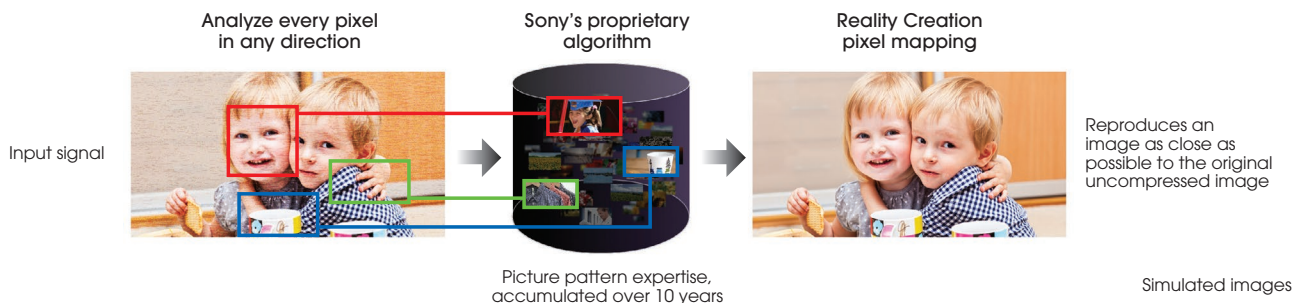 Analyze every pixel
in any direction
Sony's proprietary
algorithm
Reality Creation
pixel mapping
Input signal
Reproduces an
image as close as
possible to the original
uncompressed image
Picture pattern expertise,
accumulated over 10 years
Simulated images